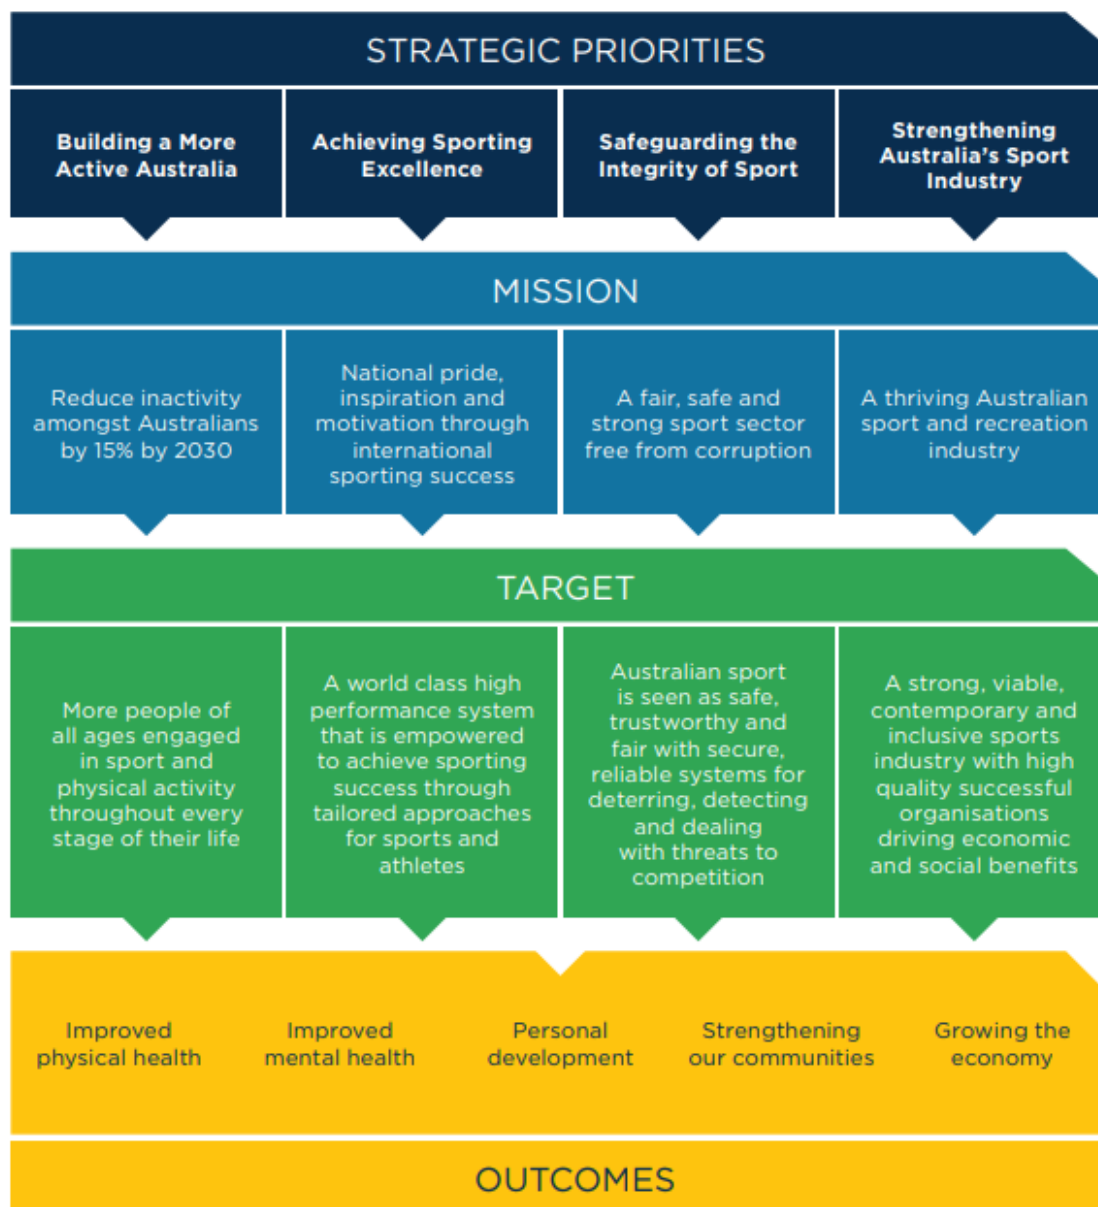 STRATEGIC PRIORITIES
Building a More
Active Australia
Achieving Sporting
Excellence
Safeguarding the
Integrity of Sport
Strengthening
Australia's Sport
Industry
MISSION
Reduce inactivity
amongst Australians
by 15% by 2030
National pride,
inspiration and
motivation through
international
sporting success
A fair, safe and
strong sport sector
free from corruption
A thriving Australian
sport and recreation
industry
TARGET
More people of
all ages engaged
in sport and
physical activity
throughout every
stage of their life
A world class high
performance system
that is empowered
to achieve sporting
success through
tailored approaches
for sports and
athletes
Australian sport
is seen as safe,
trustworthy and
fair with secure,
reliable systems for
deterring, detecting
and dealing
with threats to
competition
A strong, viable,
contemporary and
inclusive sports
industry with high
quality successful
organisations
driving economic
and social benefits
Improved
physical health
Improved
mental health
Personal
development
Strengthening
our communities
Growing the
economy
OUTCOMES